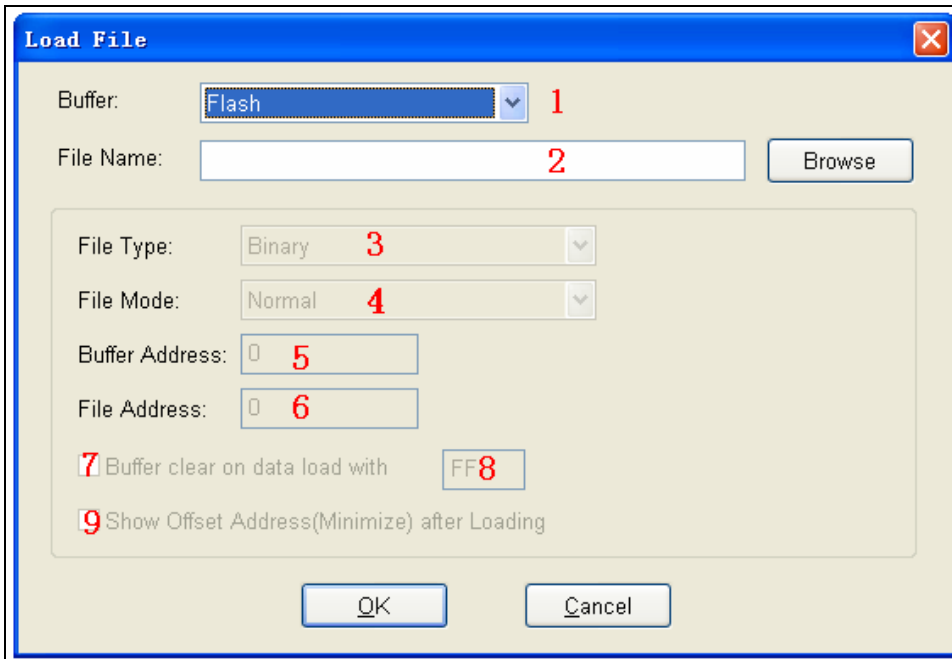 Load File
Buffer: Flash 1
File Name: 2 Browse
File Type: Binary 3
File Mode: Normal 4
Buffer Address: 0 5
File Address: 0 6
7 Buffer clear on data load with FF 8
9 Show Offset Address(Minimize) after Loading
OK Cancel